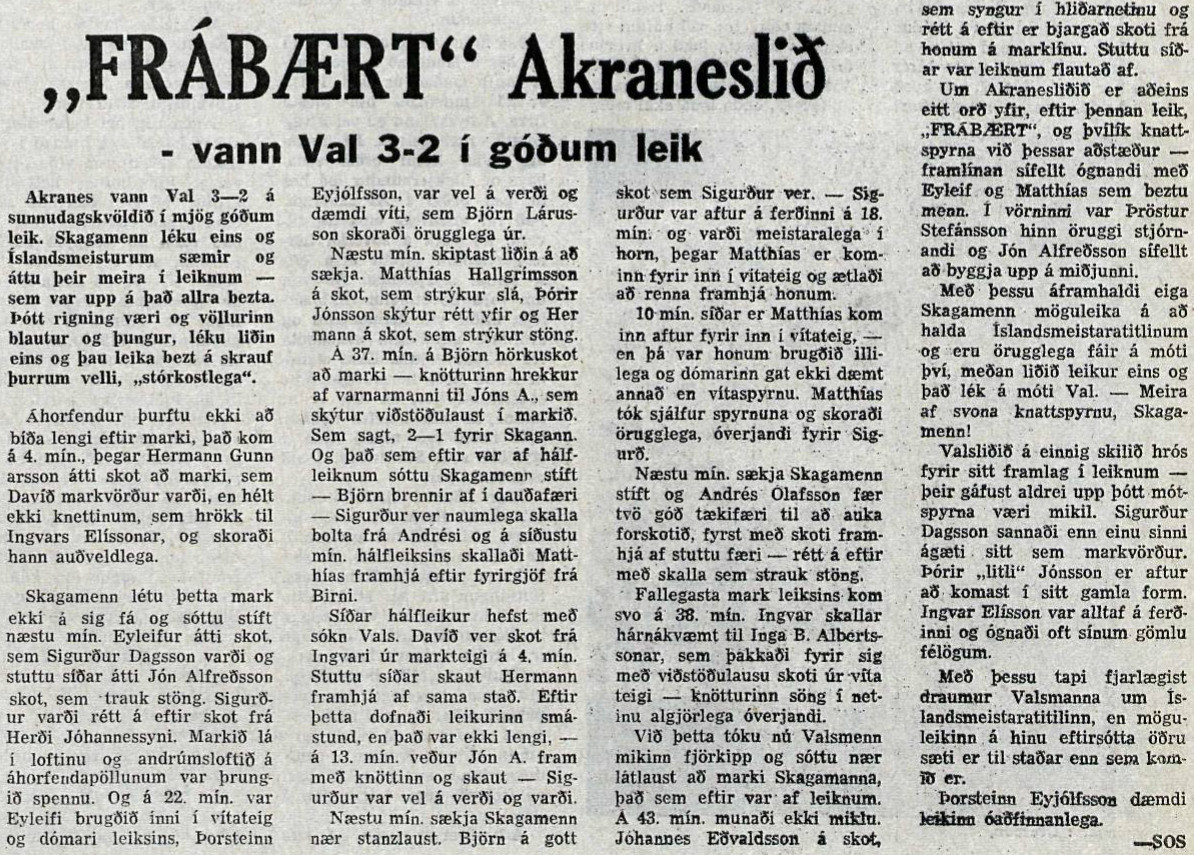 „FRÁBÆRT“ Akraneslið
- vann Val 3-2 í góðum leik
Akranes vann Val 3—2 á
sunnudagskvöldið í mjög góðum
leik. Skagamenn léku eins og
Íslandsmeisturum sæmir og
áttu þeir meira í leiknum —
sem var upp á það allra bezta.
Þótt rigning væri og völlurinn
blautur og þungur, léku liðin
eins og þau leika bezt á skrauf
þurrum velli, „stórkostlega“.
Áhorfendur þurftu ekki að
bíða lengi eftir marki, það kom
á 4. mín., þegar Hermann Gunn
arsson átti skot að marki, sem
Davíð markvörður varði, en hélt
ekki knettinum, sem hrökk til
Ingvars Elíssonar, og skoraði
hann auðveldlega.
Skagamenn létu þetta mark
ekki á sig fá og sóttu stíft
næstu mín. Eyleifur átti skot,
sem Sigurður Dagsson varði og
stuttu síðar átti Jón Alfreðsson
skot, sem trauk stöng. Sigurð-
ur varði rétt á eftir skot frá
Herði Jóhannessyni. Markið lá
í loftinu og andrúmsloftið á
áhorfendapöllunum var þrung-
ið spennu. Og á 22. mín. var
Eyleifi brugðið inni í vítateig
og dómari leiksins, Þorsteinn
Eyjólfsson, var vel á verði og
dæmdi víti, sem Björn Lárus-
son skoraði örugglega úr.
Næstu mín. skiptast liðin á að
sækja. Matthías Hallgrímsson
á skot, sem strýkur slá, Þórir
Jónsson skýtur rétt yfir og Her
mann á skot, sem strýkur stöng.
Á 37. mín. á Björn hörkuskot
að marki — knötturinn hrekkur
af varnarmanni til Jóns A., sem
skýtur viðstöðulaust í markið.
Sem sagt, 2—1 fyrir Skagann.
Og það sem eftir var af hálf-
leiknum sóttu Skagamenn stíft
— Björn brennir af í dauðafæri
— Sigurður ver naumlega skalla
bolta frá Andrési og á síðustu
mín. hálfleiksins skallaði Matt-
hías framhjá eftir fyrirgjöf frá
Birni.
Síðar hálfleikur hefst með
sókn Vals. Davíð ver skot frá
Ingvari úr markteigi á 4. mín.
Stuttu síðar skaut Hermann
framhjá af sama stað. Eftir
þetta dofnaði leikurinn smá-
stund, en það var ekki lengi, —
á 13. mín. veður Jón A. fram
með knöttinn og skaut — Sig-
urður var vel á verði og varði.
Næstu mín. sækja Skagamenn
nær stanzlaust. Björn á gott
skot sem Sigurður ver. — Sig-
urður var aftur á ferðinni á 18.
mín. og varði meistaralega í
horn, þegar Matthías er kom-
inn fyrir inn í vítateig og ætlaði
að renna framhjá honum.
10 mín. síðar er Matthías kom
inn aftur fyrir inn í vítateig, —
en þá var honum brugðið illi-
lega og dómarinn gat ekki dæmt
annað en vítaspyrnu. Matthías
tók sjálfur spyrnuna og skoraði
örugglega, óverjandi fyrir Sig-
urð.
Næstu mín. sækja Skagamenn
stíft og Andrés Ólafsson fær
tvö góð tækifæri til að auka
forskotið, fyrst með skoti fram-
hjá af stuttu færi — rétt á eftir
með skalla sem strauk stöng.
Fallegasta mark leiksins kom
svo á 38. mín. Ingvar skallar
hárnákvæmt til Inga B. Alberts-
sonar, sem þakkaði fyrir sig
með viðstöðulausu skoti úr víta
teigi — knötturinn söng í net-
inu algjörlega óverjandi.
Við þetta tóku nú Valsmenn
mikinn fjörkipp og sóttu nær
látlaust að marki Skagamanna,
það sem eftir var af leiknum.
Á 43. mín. munaði ekki miklu.
Jóhannes Eðvaldsson á skot,
sem syngur í hliðarnetinu og
rétt á eftir er bjargað skoti frá
honum á marklínu. Stuttu síð-
ar var leiknum flautað af.
Um Akranesliðið er aðeins
eitt orð yfir, eftir þennan leik,
„FRÁBÆRT“, og þvílík knatt-
spyrna við þessar aðstæður —
framlínan sífellt ógnandi með
Eyleif og Matthías sem beztu
menn. Í vörninni var Þröstur
Stefánsson hinn öruggi stjórn-
andi og Jón Alfreðsson sífellt
að byggja upp á miðjunni.
Með þessu áframhaldi eiga
Skagamenn möguleika á að
halda Íslandsmeistaratitlinum
og eru örugglega fáir á móti
því, meðan liðið leikur eins og
það lék á móti Val. — Meira
af svona knattspyrnu, Skaga-
menn!
Valsliðið á einnig skilið hrós
fyrir sitt framlag í leiknum —
þeir gáfust aldrei upp þótt mót-
spyrna væri mikil. Sigurður
Dagsson sannaði enn einu sinni
ágæti sitt sem markvörður.
Þórir „litli“ Jónsson er aftur
að komast í sitt gamla form.
Ingvar Elísson var alltaf á ferð-
inni og ógnaði oft sínum gömlu
félögum.
Með þessu tapi fjarlægist
draumur Valsmanna um Ís-
landsmeistaratitilinn, en mögu-
leikinn á hinu eftirsótta öðru
sæti er til staðar enn sem kom-
ið er.
Þorsteinn Eyjólfsson dæmdi
leikinn óaðfinnanlega.
—SOS